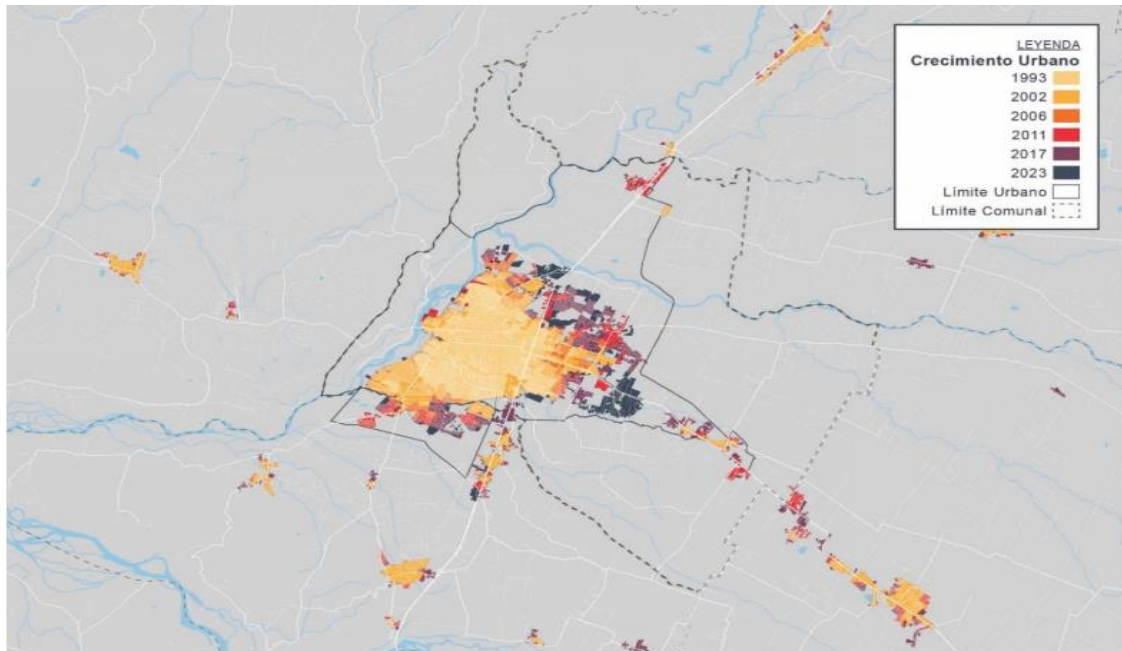 LEYENDA
Crecimiento Urbano
1993
2002
2006
2011
2017
2023
Límite Urbano
Límite Comunal